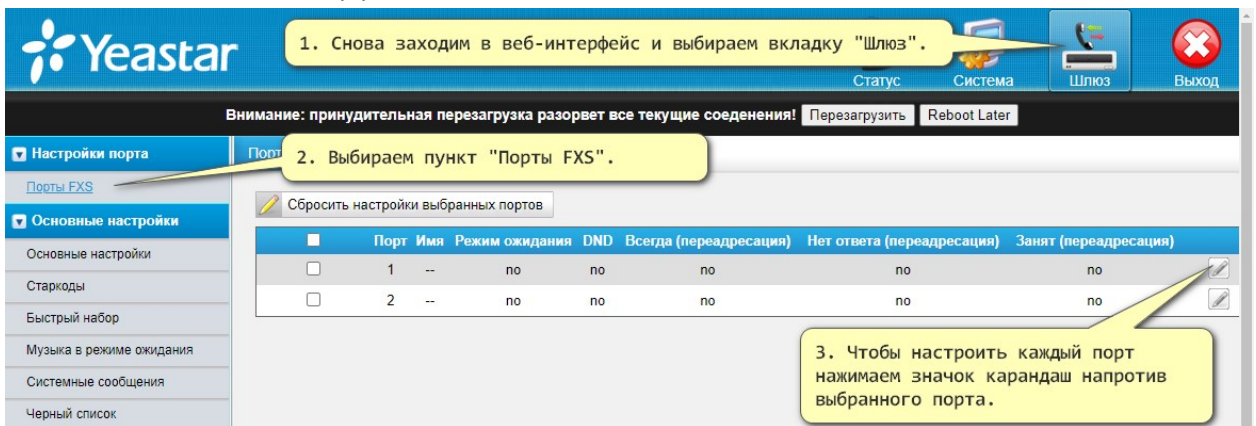 Yeastar
1. Снова заходим в веб-интерфейс и выбираем вкладку "Шлюз".
Статус Система Шлюз Выход
Внимание: принудительная перезагрузка разорвет все текущие соеденения! Перезагрузить Reboot Later
Настройки порта
2. Выбираем пункт "Порты FXS".
Порты FXS
Сбросить настройки выбранных портов
Основные настройки
Порт Имя Режим ожидания DND Всегда (переадресация) Нет ответа (переадресация) Занят (переадресация)
Основные настройки
1 -- no no no no no
Старкоды
2 -- no no no no no
Быстрый набор
Музыка в режиме ожидания
Системные сообщения
Черный список
3. Чтобы настроить каждый порт
нажимаем значок карандаш напротив
выбранного порта.